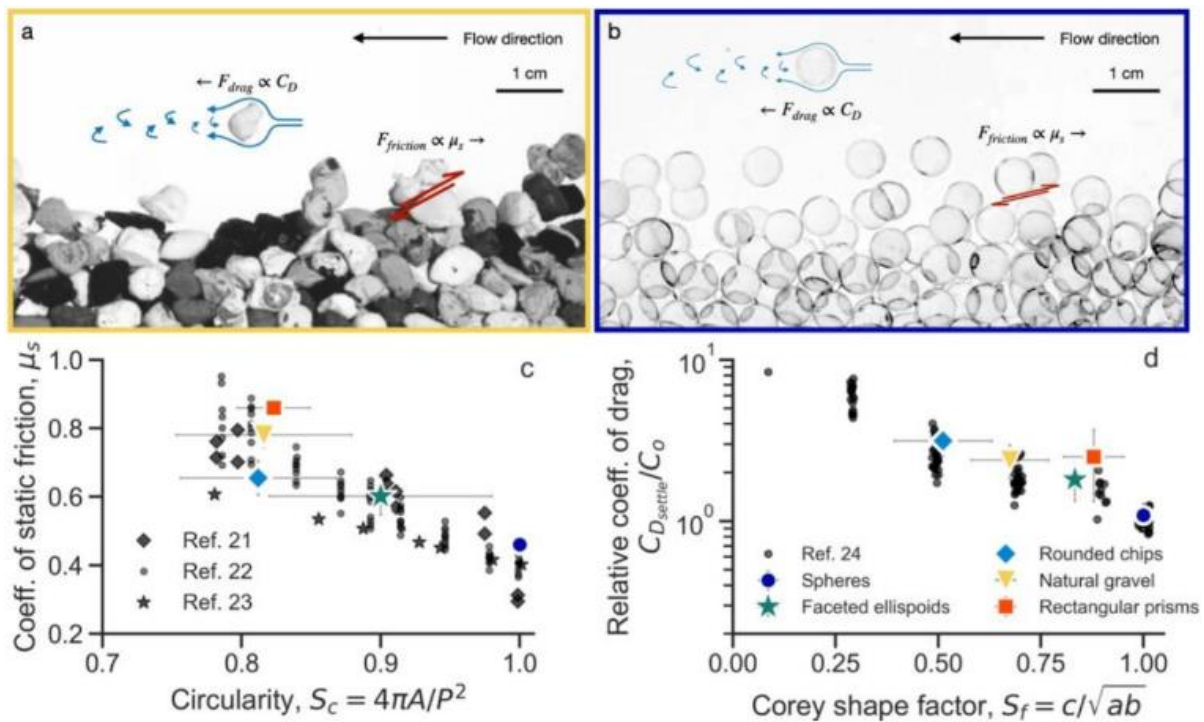 a
Flow direction
1 cm
← F_drag ∝ C_D
F_friction ∝ μ_s →
b
Flow direction
1 cm
← F_drag ∝ C_D
F_friction ∝ μ_s →
c
Coeff. of static friction, μ_s
1.0
0.8
0.6
0.4
0.2
0.7
0.8
0.9
1.0
Ref. 21
Ref. 22
Ref. 23
Circularity, S_c = 4πA/P²
d
Relative coeff. of drag,
C_{D_{settle}}/C_o
10¹
10⁰
0.00
0.25
0.50
0.75
1.00
Ref. 24
Spheres
Faceted ellispoids
Rounded chips
Natural gravel
Rectangular prisms
Corey shape factor, S_f = c/√ab